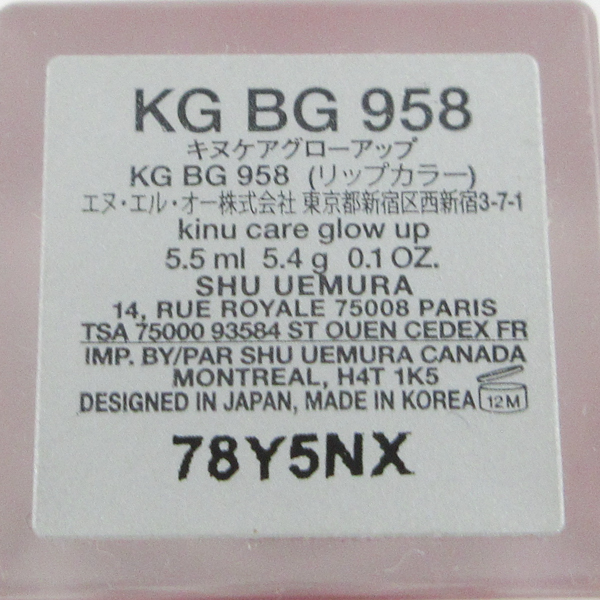 KG BG 958
キヌケアグローアップ
KG BG 958 (リップカラー)
エヌ・エル・オー株式会社 東京都新宿区西新宿3-7-1
kinu care glow up
5.5 ml 5.4 g 0.1 OZ.
SHU UEMURA
14, RUE ROYALE 75008 PARIS
TSA 75000 93584 ST OUEN CEDEX FR
IMP. BY/PAR SHU UEMURA CANADA
MONTREAL, H4T 1K5
DESIGNED IN JAPAN, MADE IN KOREA 12M
78Y5NX